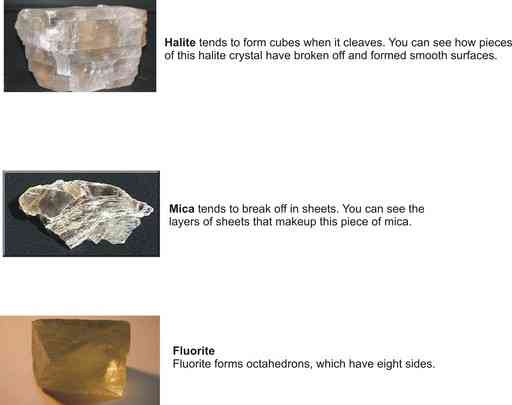 Halite tends to form cubes when it cleaves. You can see how pieces
of this halite crystal have broken off and formed smooth surfaces.
Mica tends to break off in sheets. You can see the
layers of sheets that makeup this piece of mica.
Fluorite
Fluorite forms octahedrons, which have eight sides.